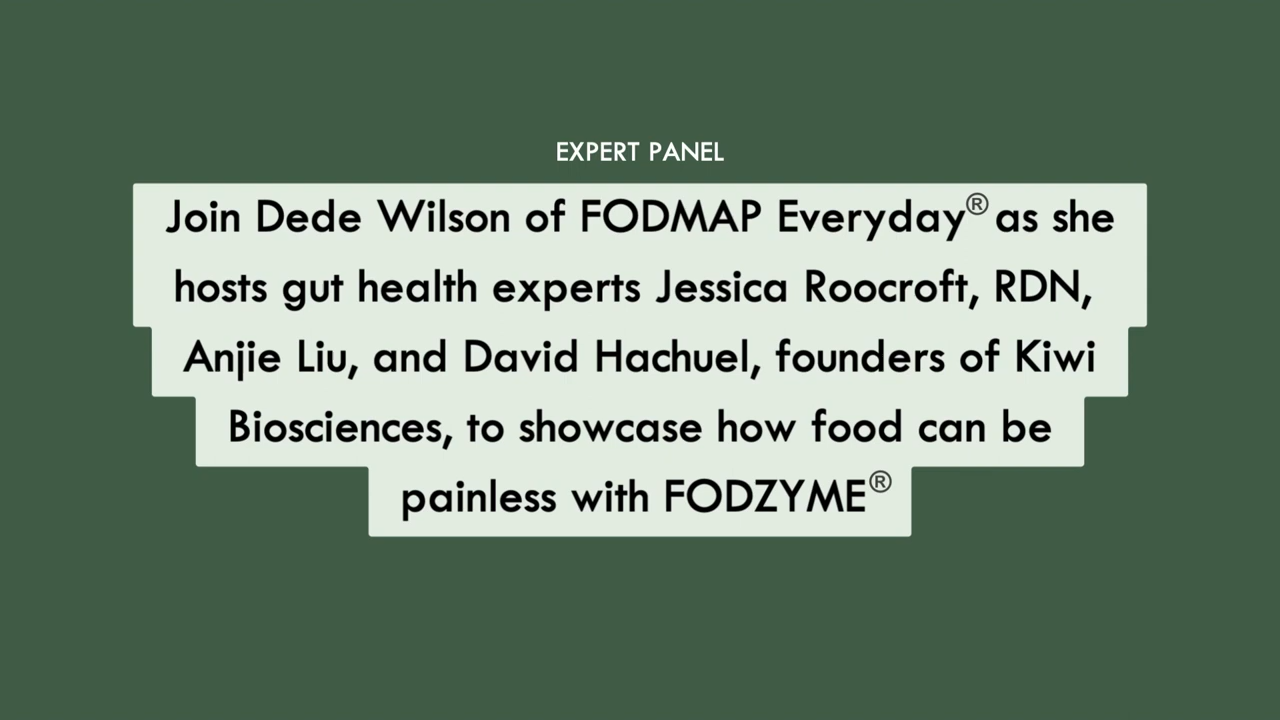 EXPERT PANEL
Join Dede Wilson of FODMAP Everyday® as she
hosts gut health experts Jessica Roocroft, RDN,
Anjie Liu, and David Hachuel, founders of Kiwi
Biosciences, to showcase how food can be
painless with FODZYME®